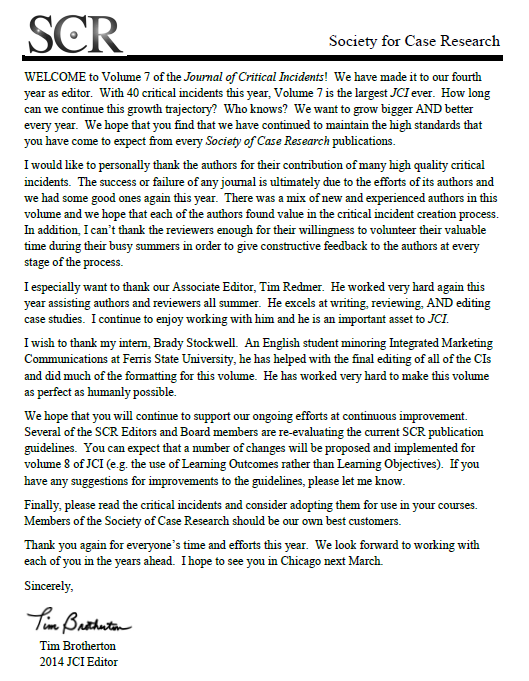 SCR
Society for Case Research
WELCOME to Volume 7 of the Journal of Critical Incidents! We have made it to our fourth
year as editor. With 40 critical incidents this year, Volume 7 is the largest JCI ever. How long
can we continue this growth trajectory? Who knows? We want to grow bigger AND better
every year. We hope that you find that we have continued to maintain the high standards that
you have come to expect from every Society of Case Research publications.
I would like to personally thank the authors for their contribution of many high quality critical
incidents. The success or failure of any journal is ultimately due to the efforts of its authors and
we had some good ones again this year. There was a mix of new and experienced authors in this
volume and we hope that each of the authors found value in the critical incident creation process.
In addition, I can't thank the reviewers enough for their willingness to volunteer their valuable
time during their busy summers in order to give constructive feedback to the authors at every
stage of the process.
I especially want to thank our Associate Editor, Tim Redmer. He worked very hard again this
year assisting authors and reviewers all summer. He excels at writing, reviewing, AND editing
case studies. I continue to enjoy working with him and he is an important asset to JCI.
I wish to thank my intern, Brady Stockwell. An English student minoring Integrated Marketing
Communications at Ferris State University, he has helped with the final editing of all of the CIs
and did much of the formatting for this volume. He has worked very hard to make this volume
as perfect as humanly possible.
We hope that you will continue to support our ongoing efforts at continuous improvement.
Several of the SCR Editors and Board members are re-evaluating the current SCR publication
guidelines. You can expect that a number of changes will be proposed and implemented for
volume 8 of JCI (e.g. the use of Learning Outcomes rather than Learning Objectives). If you
have any suggestions for improvements to the guidelines, please let me know.
Finally, please read the critical incidents and consider adopting them for use in your courses.
Members of the Society of Case Research should be our own best customers.
Thank you again for everyone's time and efforts this year. We look forward to working with
each of you in the years ahead. I hope to see you in Chicago next March.
Sincerely,
Tim Brotherton
Tim Brotherton
2014 JCI Editor